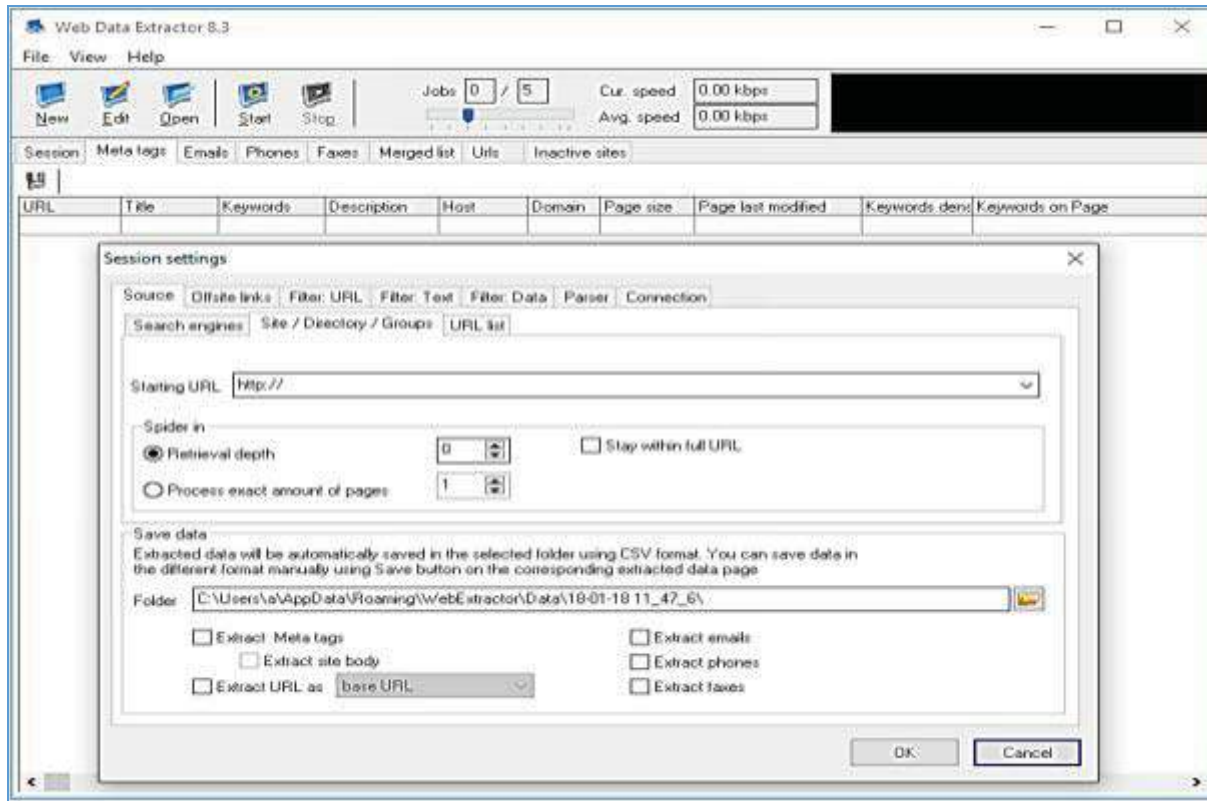 Web Data Extractor 8.3
File View Help
New Edit Open Start Stop Jobs 0 / 5 Cur. speed 0.00 kbps
Avg. speed 0.00 kbps
Session Meta tags Emails Phones Faxes Merged list Urls Inactive sites
URL Title Keywords Description Host Domain Page size Page last modified Keywords dens Keywords on Page
Session settings
Source Offsite links Filter: URL Filter: Text Filter: Data Parser Connection
Search engines Site / Directory / Groups URL list
Starting URL http://
Spider in
Retrieval depth 0 Stay within full URL
Process exact amount of pages 1
Save data
Extracted data will be automatically saved in the selected folder using CSV format. You can save data in
the different format manually using Save button on the corresponding extracted data page
Folder C:\Users\a\AppData\Roaming\WebExtractor\Data\18-01-18 11_47_6\
Extract Meta tags Extract emails
Extract site body Extract phones
Extract URL as base URL Extract faxes
OK Cancel